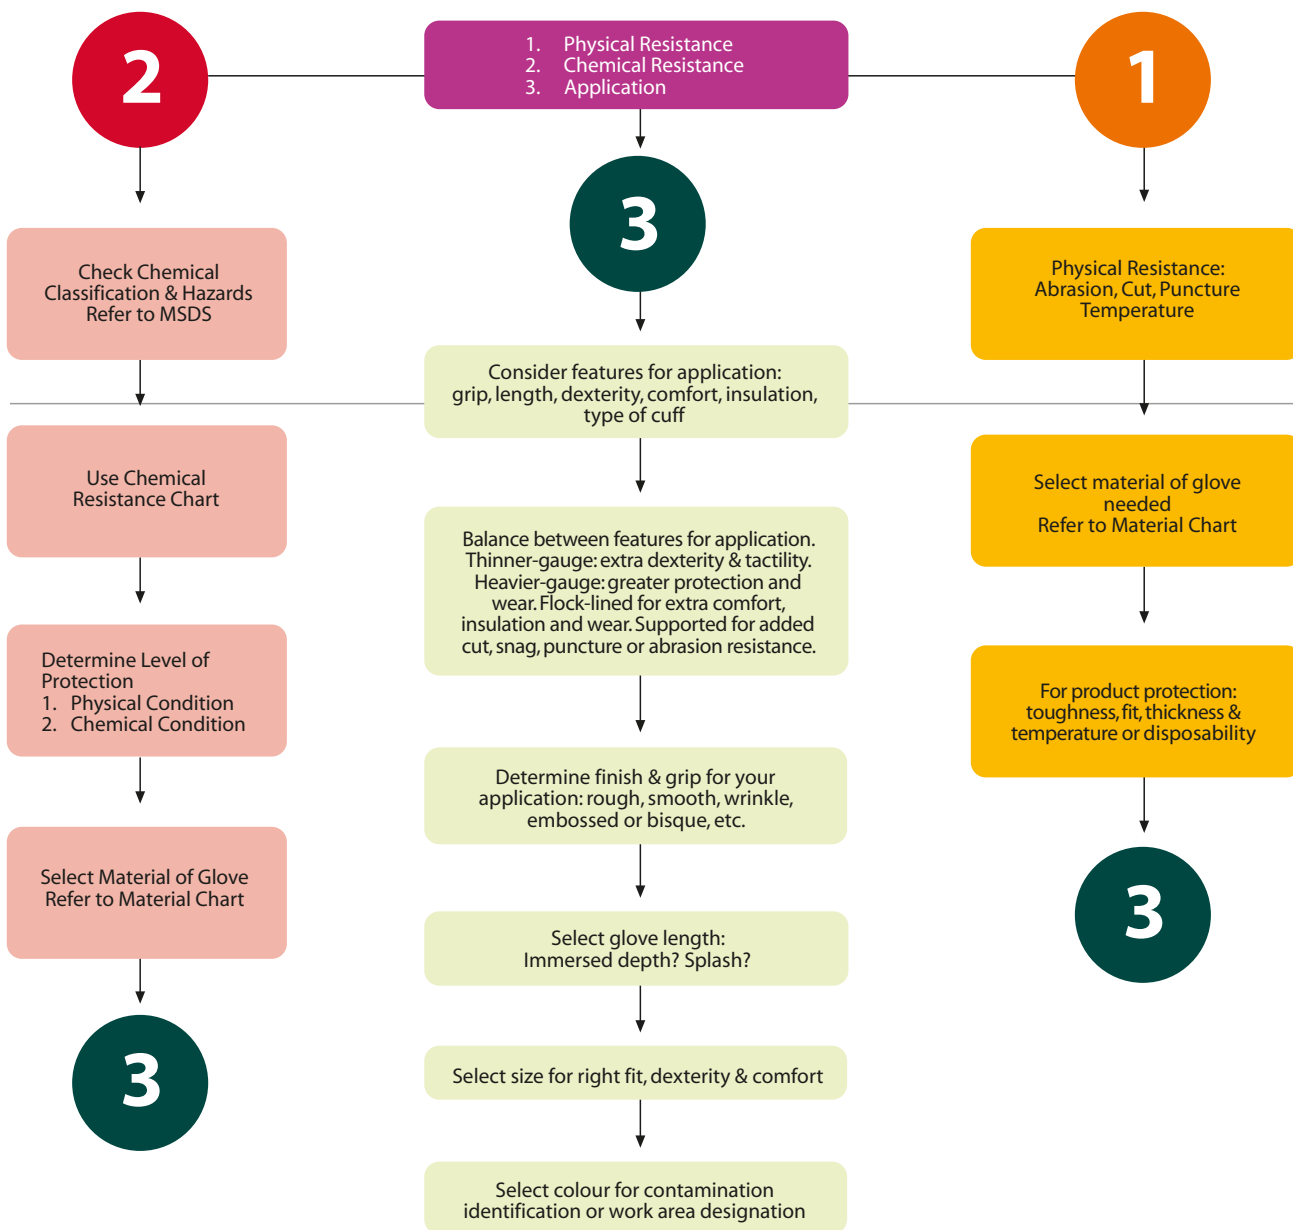 1. Physical Resistance
2. Chemical Resistance
3. Application
2
Check Chemical
Classification & Hazards
Refer to MSDS
Use Chemical
Resistance Chart
Determine Level of
Protection
1. Physical Condition
2. Chemical Condition
Select Material of Glove
Refer to Material Chart
3
3
Consider features for application:
grip, length, dexterity, comfort, insulation,
type of cuff
Balance between features for application.
Thinner-gauge: extra dexterity & tactility.
Heavier-gauge: greater protection and
wear. Flock-lined for extra comfort,
insulation and wear. Supported for added
cut, snag, puncture or abrasion resistance.
Determine finish & grip for your
application: rough, smooth, wrinkle,
embossed or bisque, etc.
Select glove length:
Immersed depth? Splash?
Select size for right fit, dexterity & comfort
Select colour for contamination
identification or work area designation
1
Physical Resistance:
Abrasion, Cut, Puncture
Temperature
Select material of glove
needed
Refer to Material Chart
For product protection:
toughness, fit, thickness &
temperature or disposability
3